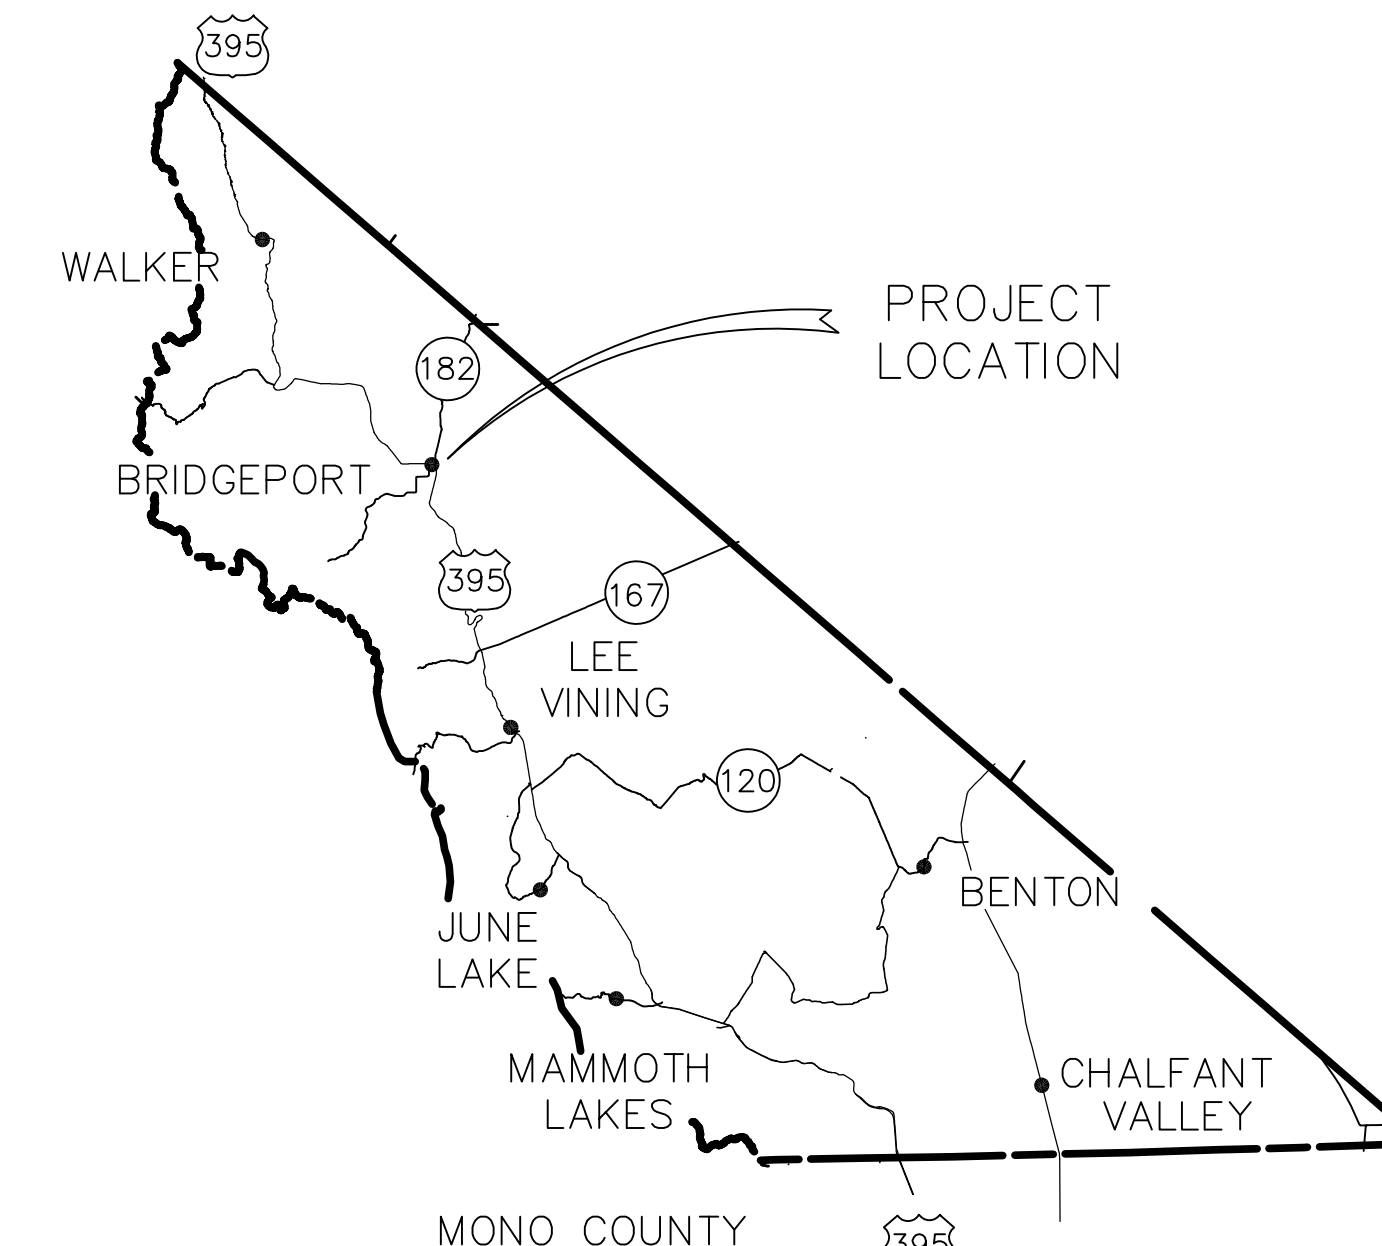 395
WALKER
PROJECT
LOCATION
182
BRIDGEPORT
395
167
LEE
VINING
120
BENTON
JUNE
LAKE
MAMMOTH
LAKES
CHALFANT
VALLEY
MONO COUNTY
395